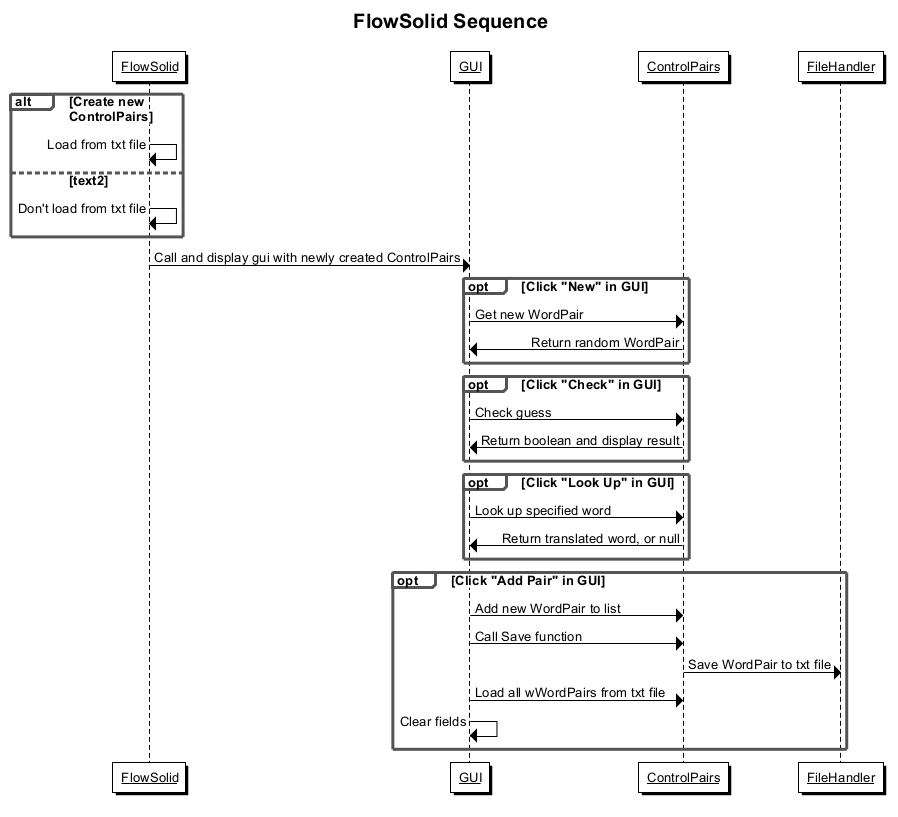 FlowSolid Sequence
FlowSolid
GUI
ControlPairs
FileHandler
alt
[Create new
ControlPairs]
Load from txt file
[text2]
Don't load from txt file
Call and display gui with newly created ControlPairs
opt
[Click "New" in GUI]
Get new WordPair
Return random WordPair
opt
[Click "Check" in GUI]
Check guess
Return boolean and display result
opt
[Click "Look Up" in GUI]
Look up specified word
Return translated word, or null
opt
[Click "Add Pair" in GUI]
Add new WordPair to list
Call Save function
Save WordPair to txt file
Load all wWordPairs from txt file
Clear fields
FlowSolid
GUI
ControlPairs
FileHandler